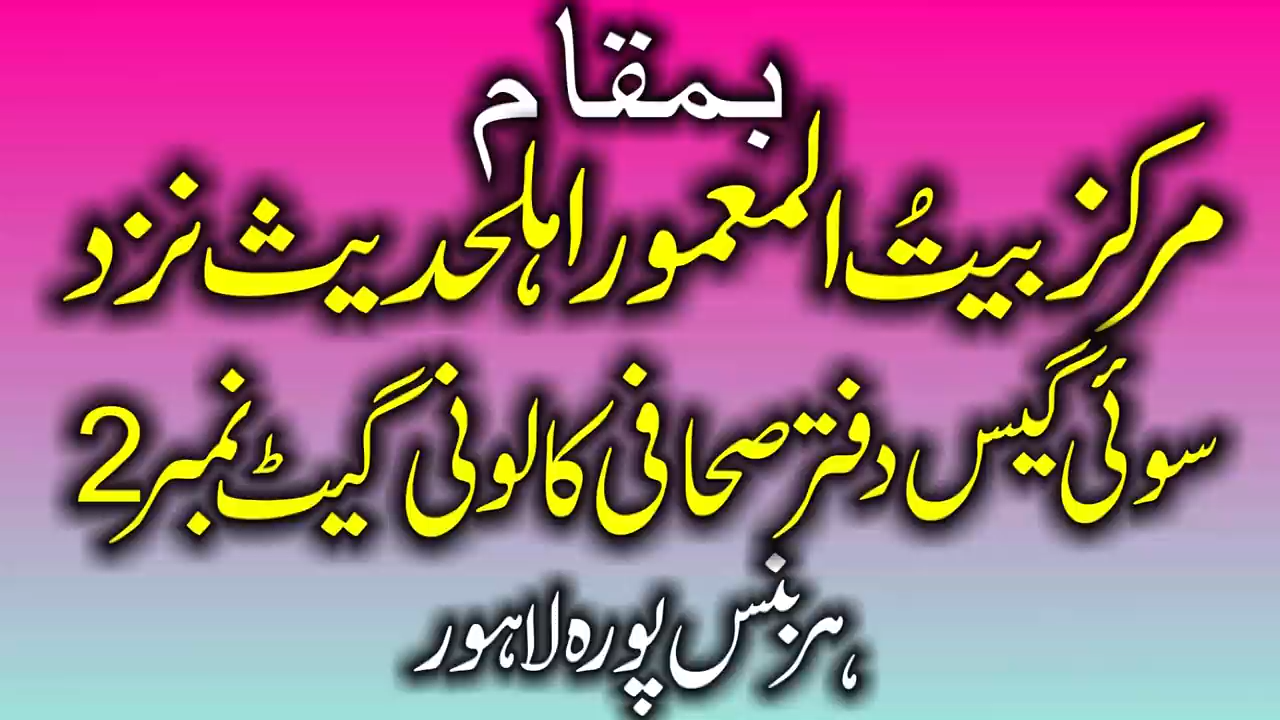 بمقام
مرکز بیتُ المعمور اہلحدیث نزد
سوئی گیس دفتر صحافی کالونی گیٹ نمبر 2
ہربنس پورہ لاہور